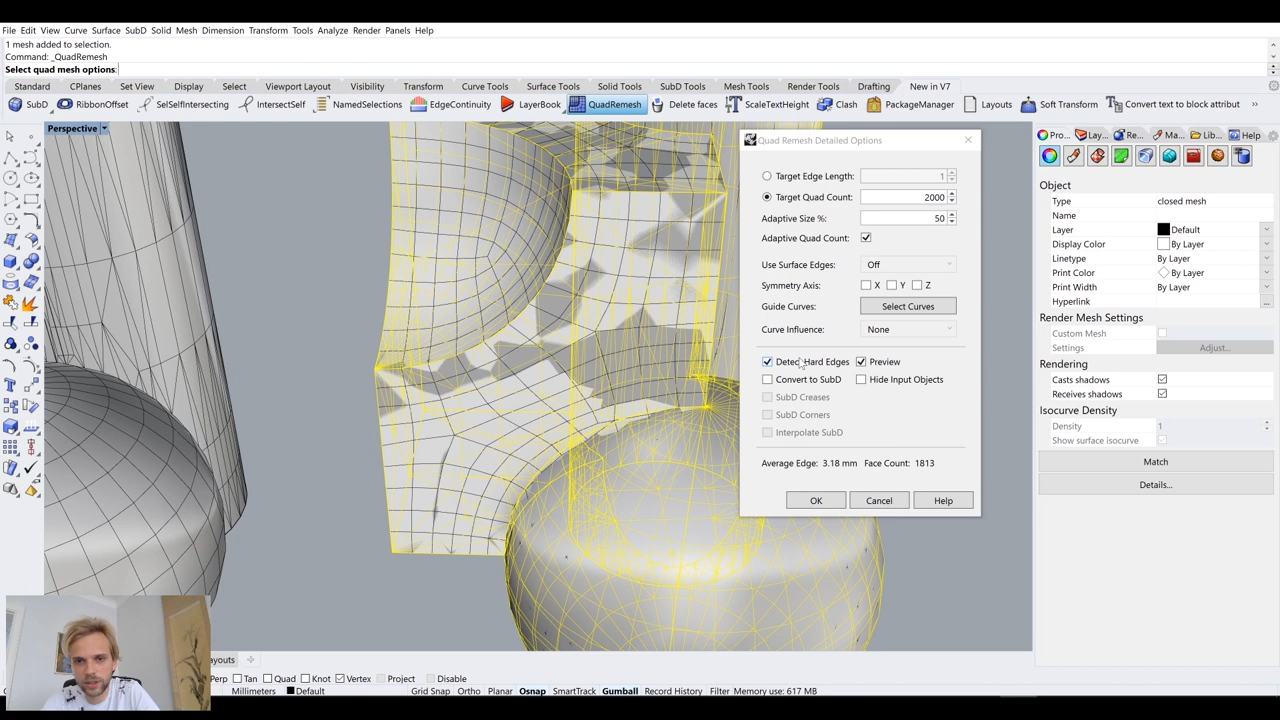 File Edit View Curve Surface SubD Solid Mesh Dimension Transform Tools Analyze Render Panels Help
1 mesh added to selection.
Command: _QuadRemesh
Select quad mesh options:
Standard CPlanes Set View Display Select Viewport Layout Visibility Transform Curve Tools Surface Tools Solid Tools SubD Tools Mesh Tools Render Tools Drafting New in V7
SubD RibbonOffset SelSelfIntersecting IntersectSelf NamedSelections EdgeContinuity LayerBook QuadRemesh Delete faces ScaleTextHeight Clash PackageManager Layouts Soft Transform Convert text to block attribut »
Perspective
Pro... Lay... Re... Ma... Lib... Help
Quad Remesh Detailed Options
Target Edge Length: 1
Target Quad Count: 2000
Adaptive Size %: 50
Adaptive Quad Count:
Use Surface Edges: Off
Symmetry Axis: X Y Z
Guide Curves: Select Curves
Curve Influence: None
Detect Hard Edges Preview
Convert to SubD Hide Input Objects
SubD Creases
SubD Corners
Interpolate SubD
Average Edge: 3.18 mm Face Count: 1813
OK Cancel Help
Object
Type closed mesh
Name
Layer Default
Display Color By Layer
Linetype By Layer
Print Color By Layer
Print Width By Layer
Hyperlink ...
Render Mesh Settings
Custom Mesh
Settings Adjust...
Rendering
Casts shadows
Receives shadows
Isocurve Density
Density 1
Show surface isocurve
Match
Details...
ayouts
Perp Tan Quad Knot Vertex Project Disable
Millimeters Default Grid Snap Ortho Planar Osnap SmartTrack Gumball Record History Filter Memory use: 617 MB